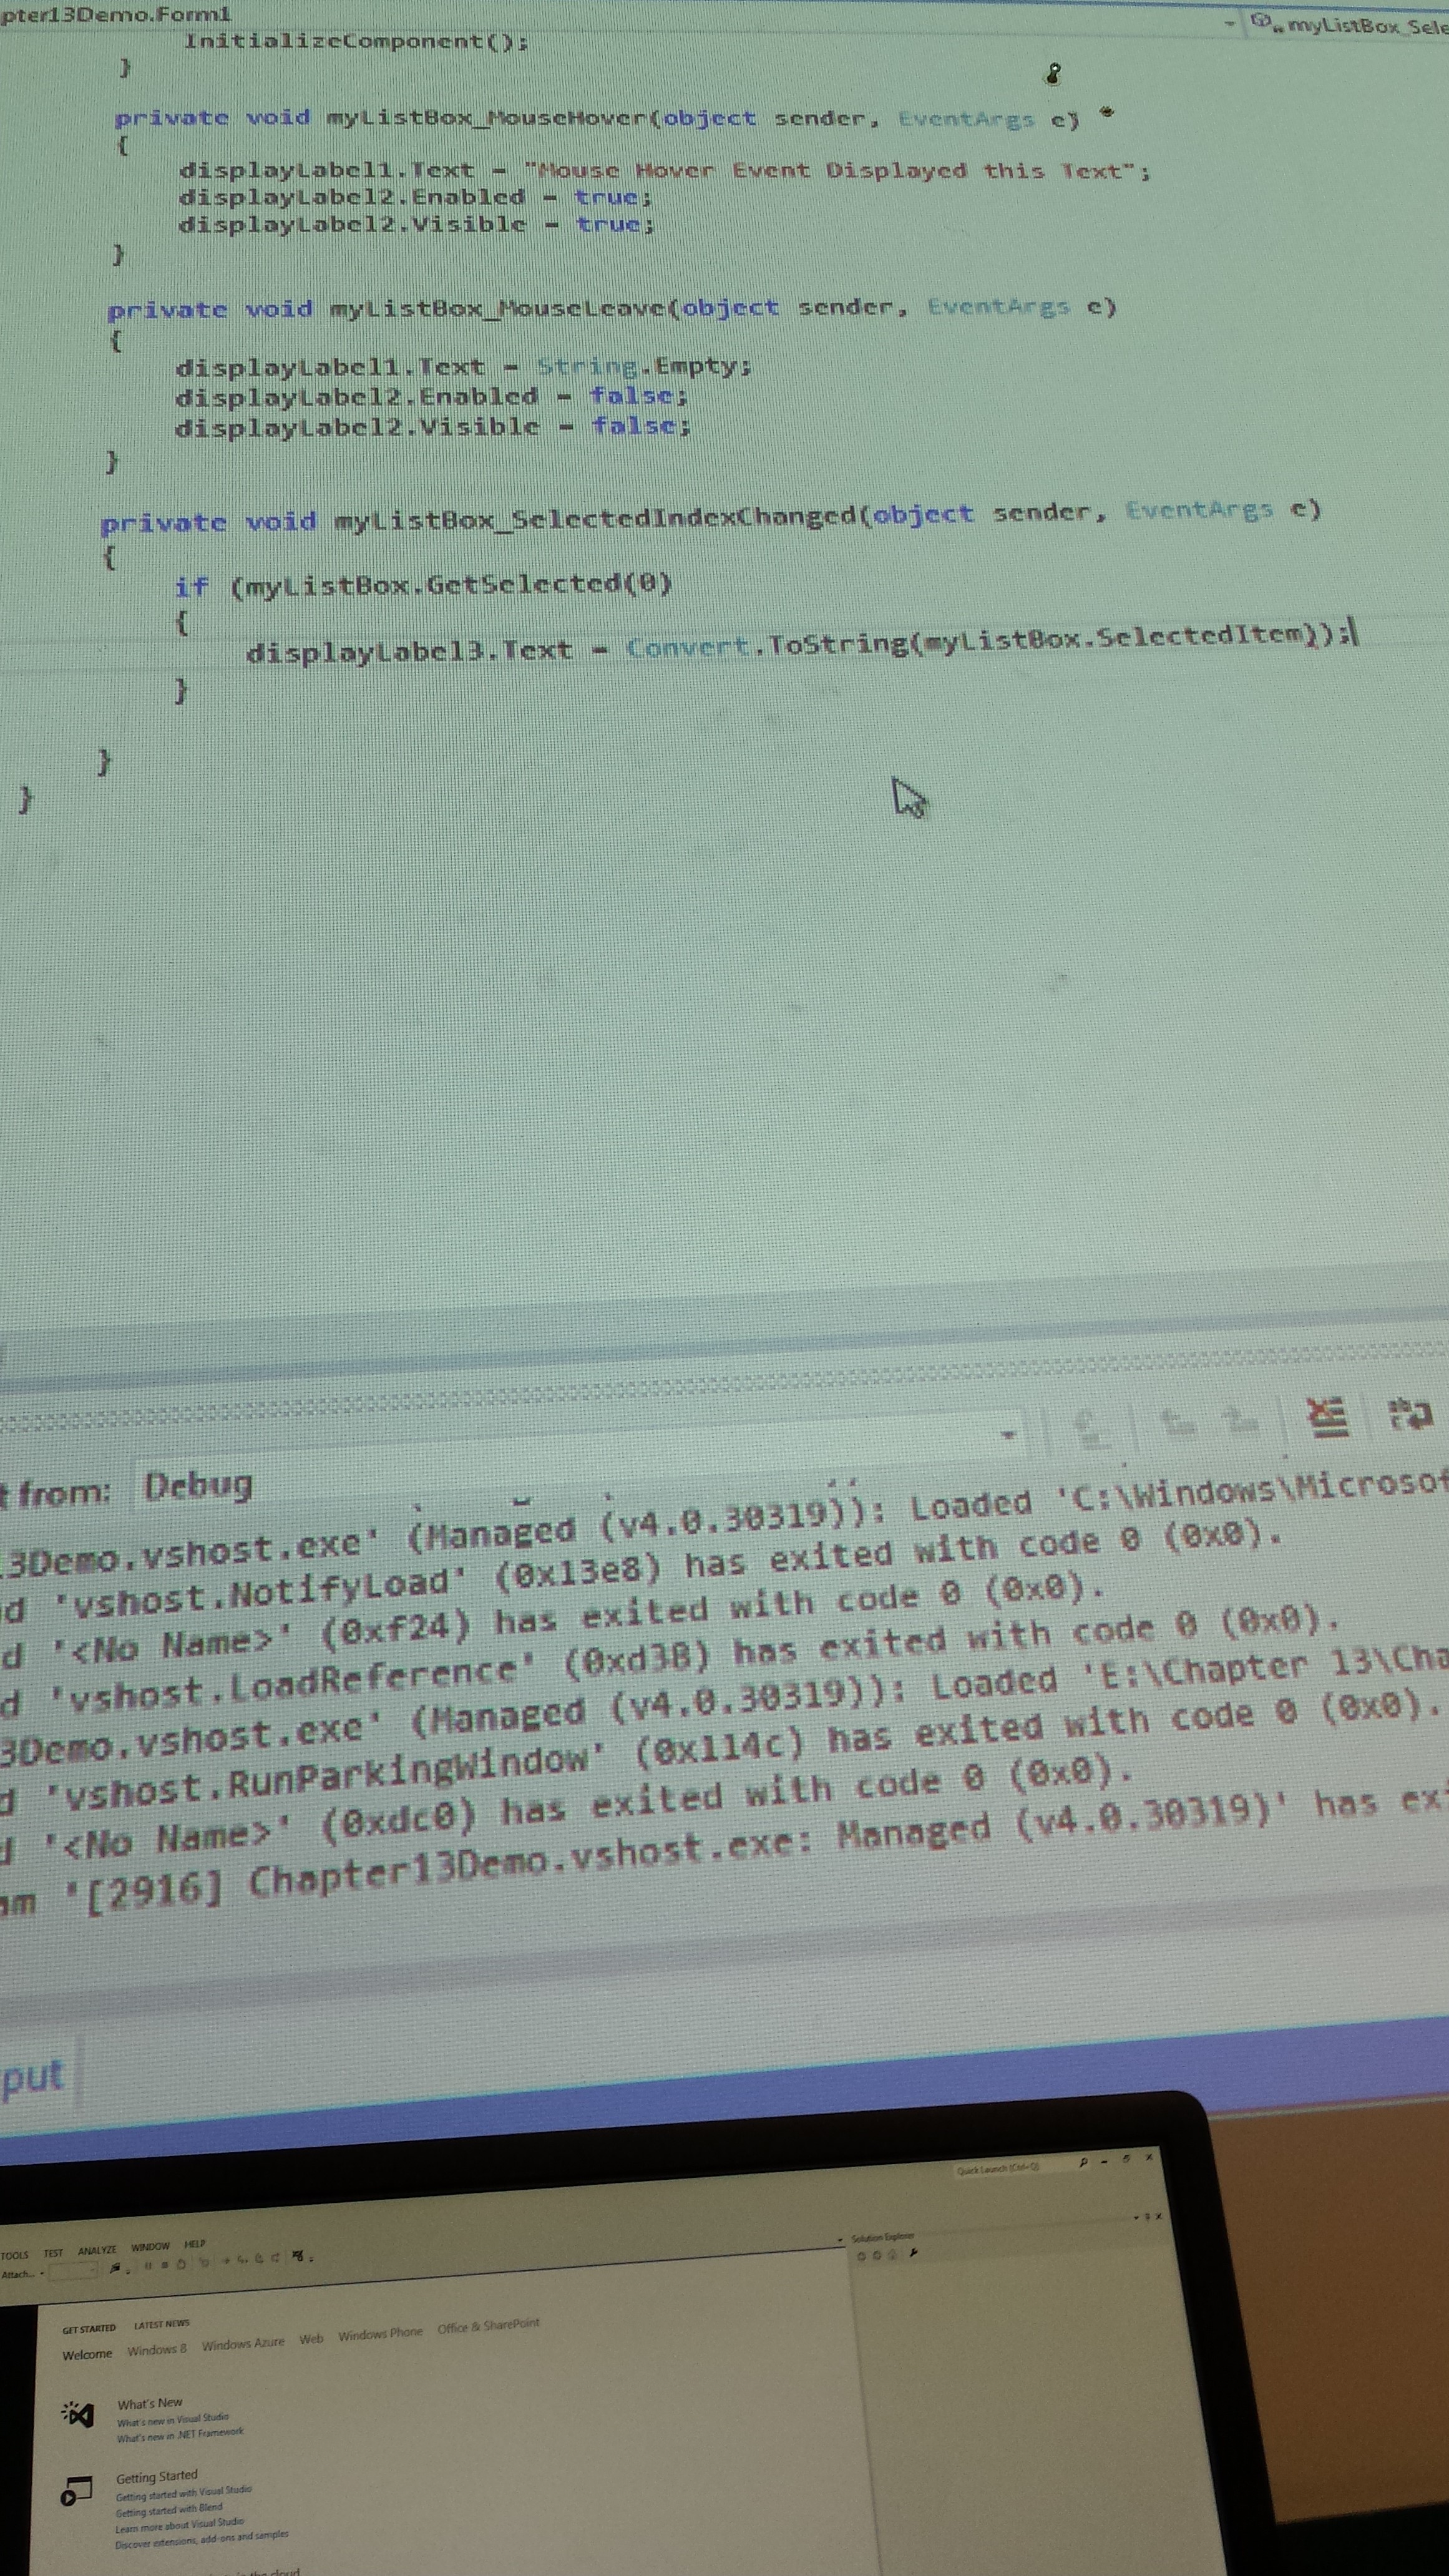 pter13Demo.Form1
myListBox_Sele
InitializeComponent();
}
private void myListBox_MouseHover(object sender, EventArgs e)
{
displayLabel1.Text = "Mouse Hover Event Displayed this Text";
displayLabel2.Enabled = true;
displayLabel2.Visible = true;
}
private void myListBox_MouseLeave(object sender, EventArgs e)
{
displayLabel1.Text = String.Empty;
displayLabel2.Enabled = false;
displayLabel2.Visible = false;
}
private void myListBox_SelectedIndexChanged(object sender, EventArgs e)
{
if (myListBox.GetSelected(0)
{
displayLabel3.Text = Convert.ToString(myListBox.SelectedItem));
}
}
}
t from: Debug
3Demo.vshost.exe' (Managed (v4.0.30319)): Loaded 'C:\Windows\Microsof
d 'vshost.NotifyLoad' (0x13e8) has exited with code 0 (0x0).
d '<No Name>' (0xf24) has exited with code 0 (0x0).
d 'vshost.LoadReference' (0xd38) has exited with code 0 (0x0).
3Demo.vshost.exe' (Managed (v4.0.30319)): Loaded 'E:\Chapter 13\Cha
d 'vshost.RunParkingWindow' (0x114c) has exited with code 0 (0x0).
d '<No Name>' (0xdc0) has exited with code 0 (0x0).
am '[2916] Chapter13Demo.vshost.exe: Managed (v4.0.30319)' has exi
put
Quick Launch (Ctrl+Q)
TOOLS TEST ANALYZE WINDOW HELP
Attach...
Solution Explorer
GET STARTED LATEST NEWS
Welcome Windows 8 Windows Azure Web Windows Phone Office & SharePoint
What's New
What's new in Visual Studio
What's new in .NET Framework
Getting Started
Getting started with Visual Studio
Getting started with Blend
Learn more about Visual Studio
Discover extensions, add-ons and samples
the cloud